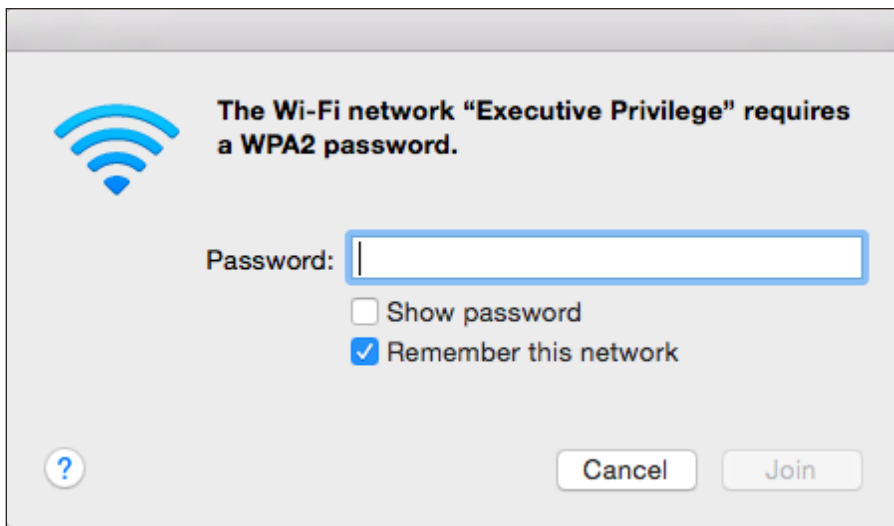 The Wi-Fi network “Executive Privilege” requires
a WPA2 password.
Password:
Show password
Remember this network
?
Cancel
Join